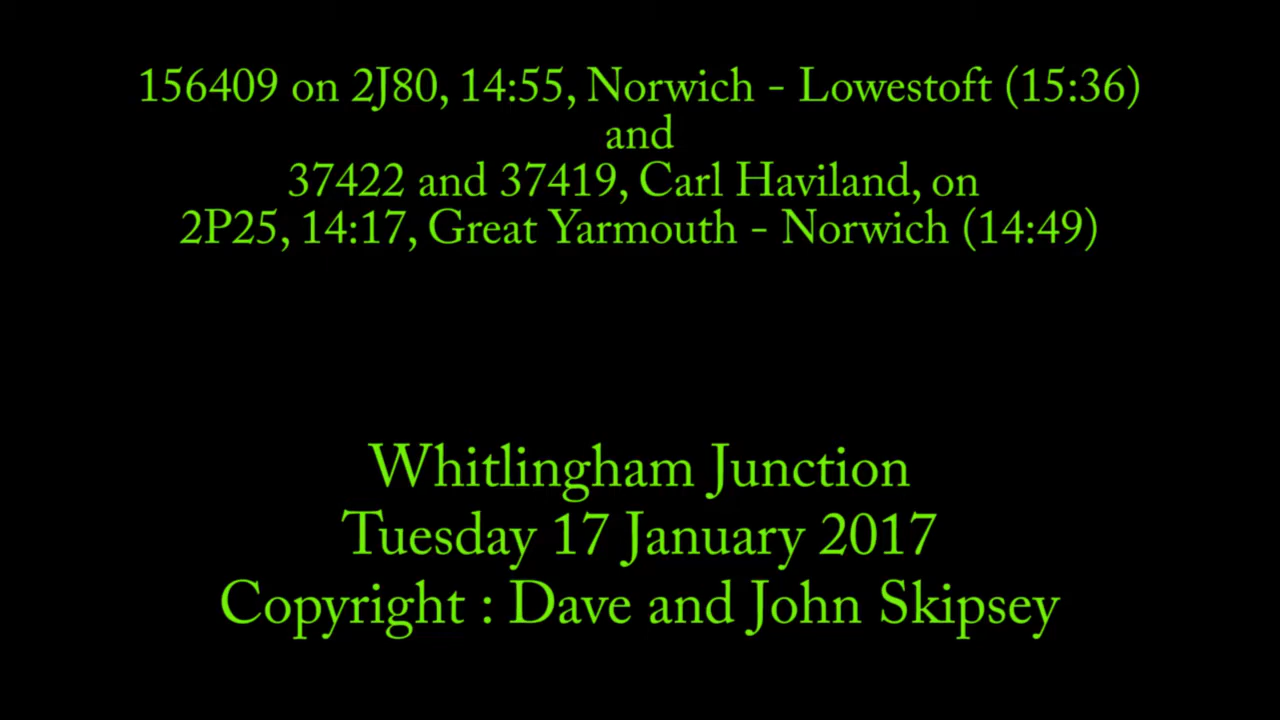 156409 on 2J80, 14:55, Norwich - Lowestoft (15:36)
and
37422 and 37419, Carl Haviland, on
2P25, 14:17, Great Yarmouth - Norwich (14:49)
Whitlingham Junction
Tuesday 17 January 2017
Copyright : Dave and John Skipsey